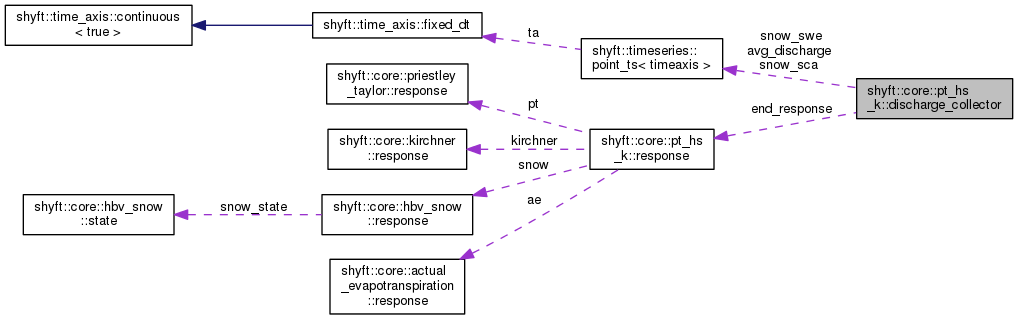 shyft::time_axis::continuous
< true >
shyft::time_axis::fixed_dt
ta
shyft::timeseries::
point_ts< timeaxis >
snow_swe
avg_discharge
snow_sca
shyft::core::pt_hs
_k::discharge_collector
end_response
shyft::core::priestley
_taylor::response
pt
shyft::core::kirchner
::response
kirchner
shyft::core::pt_hs
_k::response
snow
shyft::core::hbv_snow
::state
snow_state
shyft::core::hbv_snow
::response
ae
shyft::core::actual
_evapotranspiration
::response